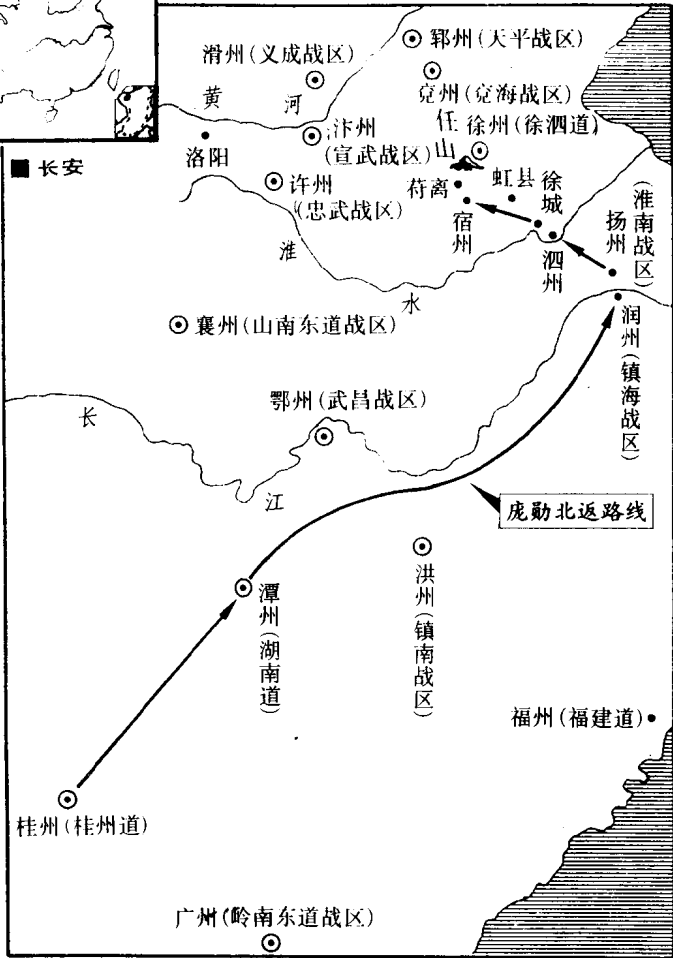 郓州(天平战区)
滑州(义成战区)
兖州(兖海战区)
黄
河
任山
徐州(徐泗道)
汴州
(宣武战区)
洛阳
■长安
许州
(忠武战区)
苻离
虹县
徐城
宿州
泗州
扬州
(淮南战区)
淮
水
襄州(山南东道战区)
润州(镇海战区)
鄂州(武昌战区)
长
江
庞勋北返路线
潭州(湖南道)
洪州(镇南战区)
福州(福建道)
桂州(桂州道)
广州(岭南东道战区)